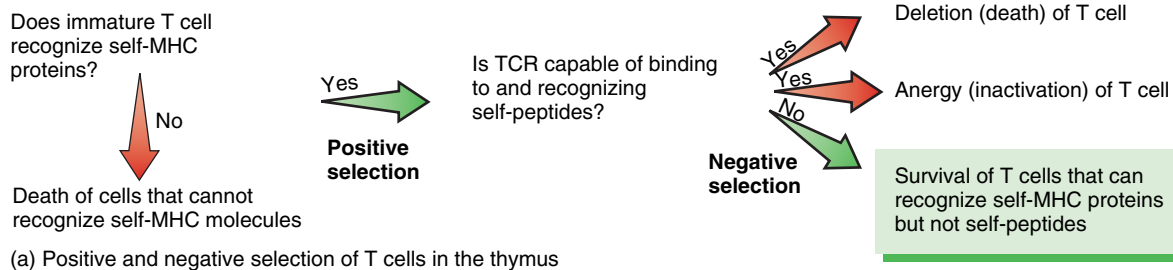 Does immature T cell
recognize self-MHC
proteins?
No
Death of cells that cannot
recognize self-MHC molecules
Yes
Positive
selection
Is TCR capable of binding
to and recognizing
self-peptides?
Yes
Yes
No
Negative
selection
Deletion (death) of T cell
Anergy (inactivation) of T cell
Survival of T cells that can
recognize self-MHC proteins
but not self-peptides
(a) Positive and negative selection of T cells in the thymus